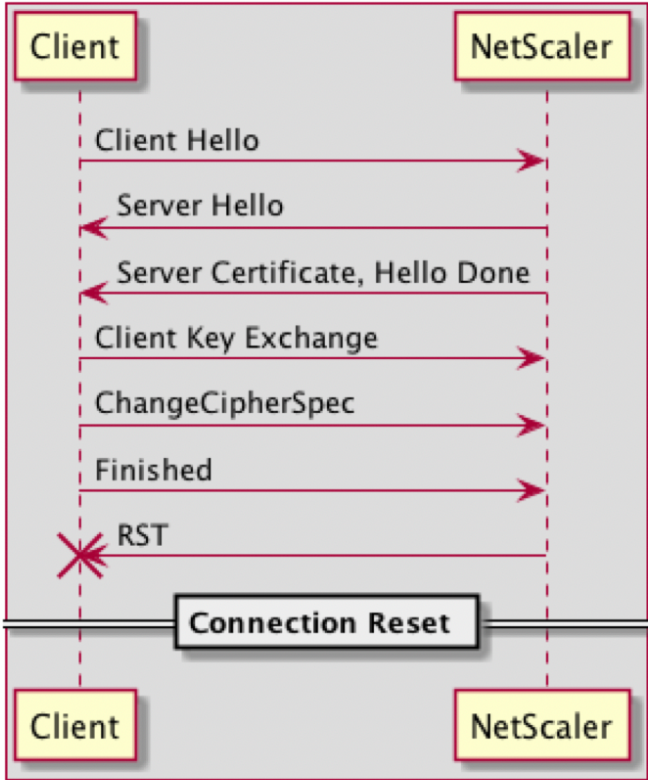 Client NetScaler
Client Hello
Server Hello
Server Certificate, Hello Done
Client Key Exchange
ChangeCipherSpec
Finished
RST
Connection Reset
Client NetScaler